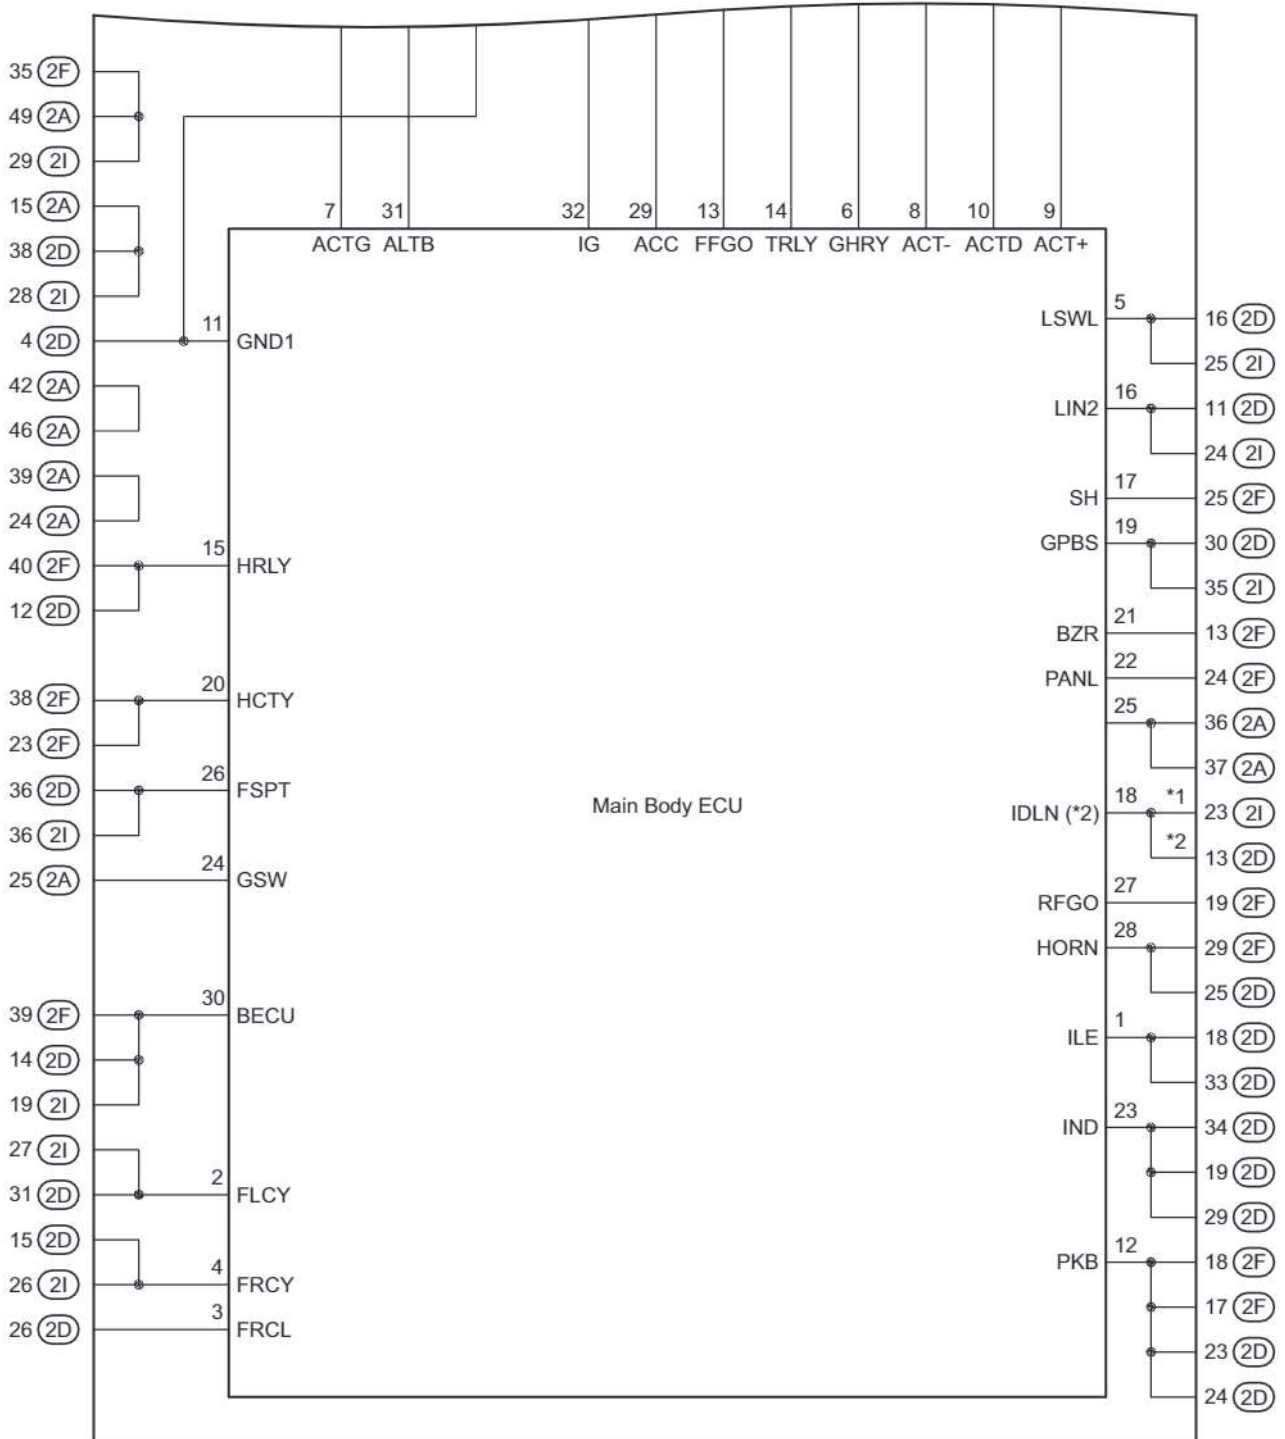 35 2F
49 2A
29 2I
15 2A
38 2D
28 2I
4 2D
42 2A
46 2A
39 2A
24 2A
40 2F
12 2D
38 2F
23 2F
36 2D
36 2I
25 2A
39 2F
14 2D
19 2I
27 2I
31 2D
15 2D
26 2I
26 2D
7 31 32 29 13 14 6 8 10 9
ACTG ALTB IG ACC FFGO TRLY GHRY ACT- ACTD ACT+
11 GND1
15 HRLY
20 HCTY
26 FSPT
24 GSW
30 BECU
2 FLCY
4 FRCY
3 FRCL
Main Body ECU
LSWL 5 16 2D
25 2I
LIN2 16 11 2D
24 2I
SH 17 25 2F
GPBS 19 30 2D
35 2I
BZR 21 13 2F
PANL 22 24 2F
25 36 2A
37 2A
IDLN (*2) 18 *1 23 2I
*2 13 2D
RFGO 27 19 2F
HORN 28 29 2F
25 2D
ILE 1 18 2D
33 2D
IND 23 34 2D
19 2D
29 2D
PKB 12 18 2F
17 2F
23 2D
24 2D